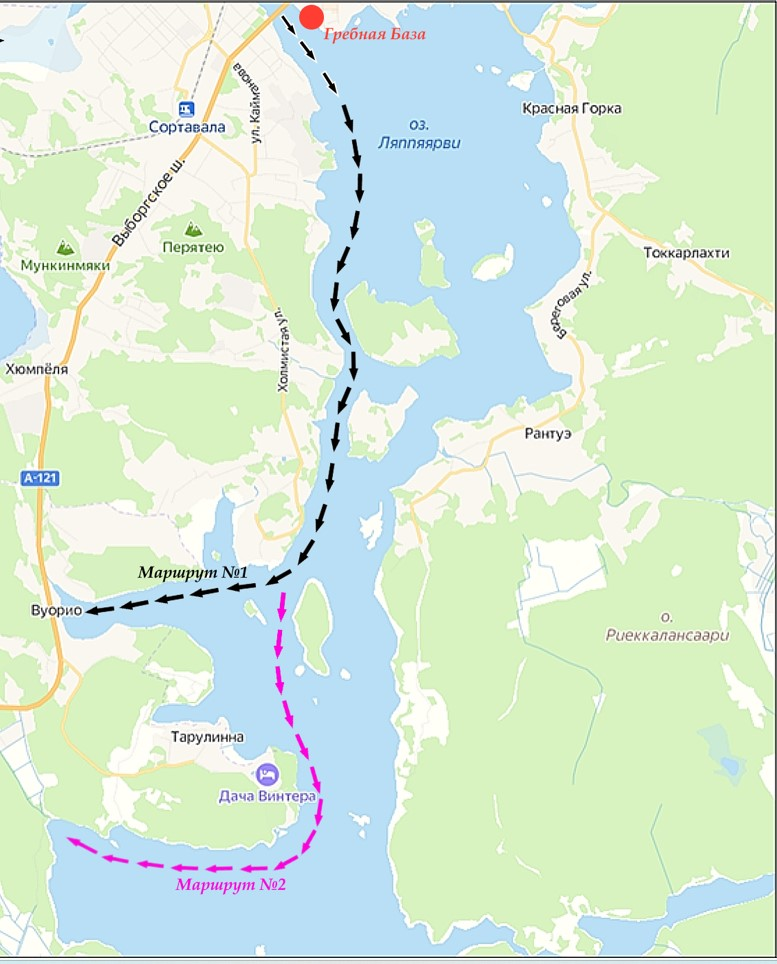 Гребная База
ул. Кайманова
Красная Горка
Сортавала
оз.
Ляппяярви
Выборгское ш.
Перятею
Мункинмяки
Токкарлахти
Береговая ул.
Холмистая ул.
Хюмпёля
Рантуэ
А-121
Маршрут №1
Вуорио
о.
Риеккалансаари
Тарулинна
Дача Винтера
Маршрут №2